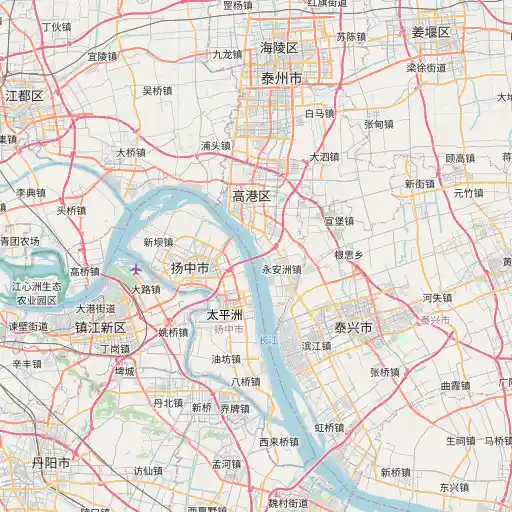 罡杨镇
红旗街道
丁伙镇
苏陈镇
姜堰区
宜陵镇
九龙镇
海陵区
泰州市
梁徐街道
江都区
吴桥镇
白马镇
张甸镇
浦头镇
大桥镇
大泗镇
顾高镇
新街镇
李典镇
高港区
元竹镇
头桥镇
宣堡镇
青团农场
新坝镇
根思乡
扬中市
永安洲镇
高桥镇
江心洲生态
农业园区
大路镇
河失镇
大港街道
太平洲
扬中市
泰兴市
泰兴市
谏壁街道
镇江新区
姚桥镇
长江
滨江镇
丁岗镇
辛丰镇
油坊镇
埤城
张桥镇
八桥镇
曲霞镇
丹北镇
新桥
界牌镇
虹桥镇
西来桥镇
生祠镇
马桥镇
丹阳市
访仙镇
孟河镇
新桥镇
东兴镇
魏村街道